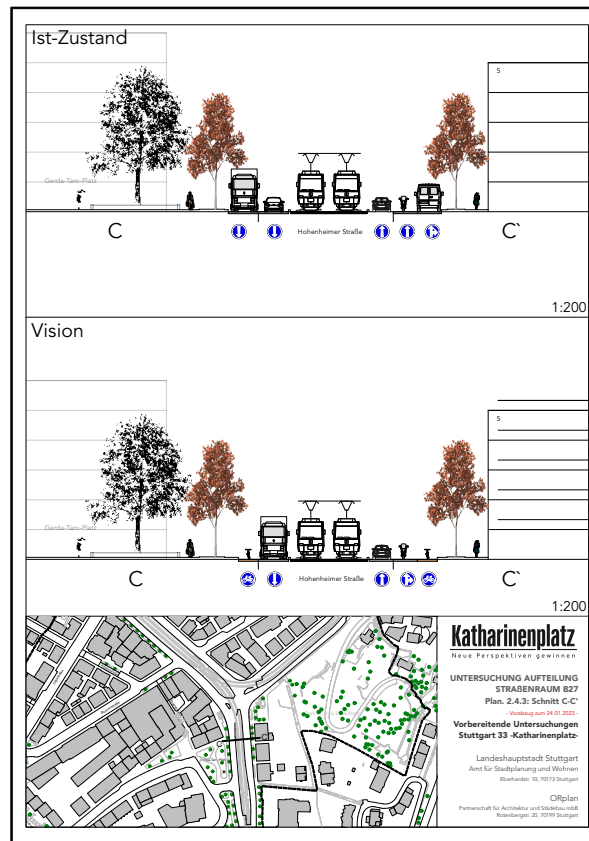 Ist-Zustand
5
Gerda-Taro-Platz
C
Hohenheimer Straße
C`
1:200
Vision
5
Gerda-Taro-Platz
C
Hohenheimer Straße
C`
1:200
Katharinenplatz
Neue Perspektiven gewinnen
UNTERSUCHUNG AUFTEILUNG
STRAßENRAUM B27
Plan. 2.4.3: Schnitt C-C'
- Vorabzug zum 24.01.2023 -
Vorbereitende Untersuchungen
Stuttgart 33 -Katharinenplatz-
Landeshauptstadt Stuttgart
Amt für Stadtplanung und Wohnen
Eberhardstr. 10, 70173 Stuttgart
ORplan
Partnerschaft für Architektur und Städebau mbB
Rotenbergstr. 20, 70199 Stuttgart